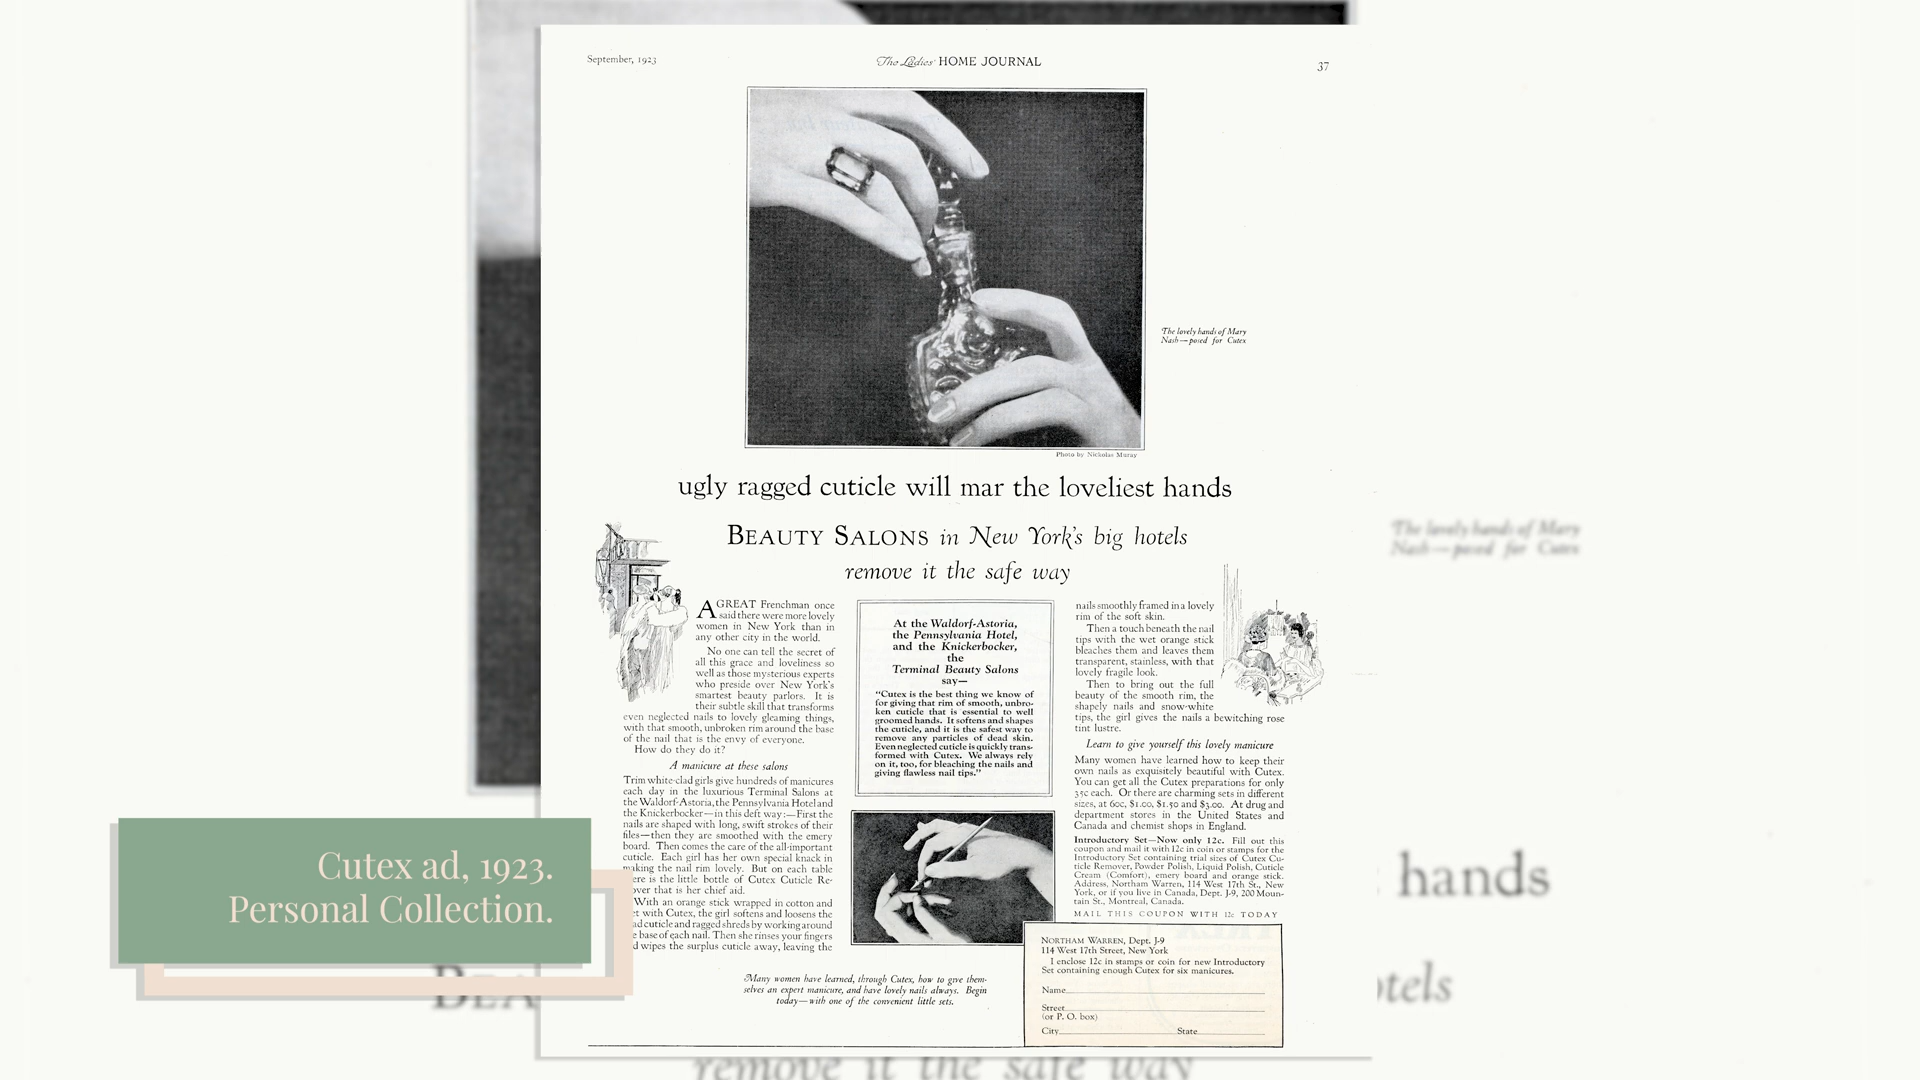 September, 1923
The Ladies' HOME JOURNAL
37
The lovely hands of Mary
Nash—posed for Cutex
Photo by Nickolas Muray
ugly ragged cuticle will mar the loveliest hands
BEAUTY SALONS in New York's big hotels
remove it the safe way
A GREAT Frenchman once
said there were more lovely
women in New York than in
any other city in the world.
No one can tell the secret of
all this grace and loveliness so
well as those mysterious experts
who preside over New York's
smartest beauty parlors. It is
their subtle skill that transforms
even neglected nails to lovely gleaming things,
with that smooth, unbroken rim around the base
of the nail that is the envy of everyone.
How do they do it?
A manicure at these salons
Trim white-clad girls give hundreds of manicures
each day in the luxurious Terminal Salons at
the Waldorf-Astoria, the Pennsylvania Hotel and
the Knickerbocker—in this deft way:—First the
nails are shaped with long, swift strokes of their
files—then they are smoothed with the emery
board. Then comes the care of the all-important
cuticle. Each girl has her own special knack in
making the nail rim lovely. But on each table
ere is the little bottle of Cutex Cuticle Re-
over that is her chief aid.
With an orange stick wrapped in cotton and
et with Cutex, the girl softens and loosens the
ad cuticle and ragged shreds by working around
e base of each nail. Then she rinses your fingers
d wipes the surplus cuticle away, leaving the
At the Waldorf-Astoria,
the Pennsylvania Hotel,
and the Knickerbocker,
the
Terminal Beauty Salons
say—
"Cutex is the best thing we know of
for giving that rim of smooth, unbro-
ken cuticle that is essential to well
groomed hands. It softens and shapes
the cuticle, and it is the safest way to
remove any particles of dead skin.
Even neglected cuticle is quickly trans-
formed with Cutex. We always rely
on it, too, for bleaching the nails and
giving flawless nail tips."
nails smoothly framed in a lovely
rim of the soft skin.
Then a touch beneath the nail
tips with the wet orange stick
bleaches them and leaves them
transparent, stainless, with that
lovely fragile look.
Then to bring out the full
beauty of the smooth rim, the
shapely nails and snow-white
tips, the girl gives the nails a bewitching rose
tint lustre.
Learn to give yourself this lovely manicure
Many women have learned how to keep their
own nails as exquisitely beautiful with Cutex.
You can get all the Cutex preparations for only
35c each. Or there are charming sets in different
sizes, at 60c, $1.00, $1.50 and $3.00. At drug and
department stores in the United States and
Canada and chemist shops in England.
Introductory Set—Now only 12c. Fill out this
coupon and mail it with 12c in coin or stamps for the
Introductory Set containing trial sizes of Cutex Cu-
ticle Remover, Powder Polish, Liquid Polish, Cuticle
Cream (Comfort), emery board and orange stick.
Address, Northam Warren, 114 West 17th St., New
York, or if you live in Canada, Dept. J-9, 200 Moun-
tain St., Montreal, Canada.
MAIL THIS COUPON WITH 12c TODAY
NORTHAM WARREN, Dept. J-9
114 West 17th Street, New York
I enclose 12c in stamps or coin for new Introductory
Set containing enough Cutex for six manicures.
Name
Street
(or P. O. box)
City State
Many women have learned, through Cutex, how to give them-
selves an expert manicure, and have lovely nails always. Begin
today—with one of the convenient little sets.
Cutex ad, 1923.
Personal Collection.
The lovely hands of Mary
Nash—posed for Cutex
hands
BEA
otels
remove it the safe way